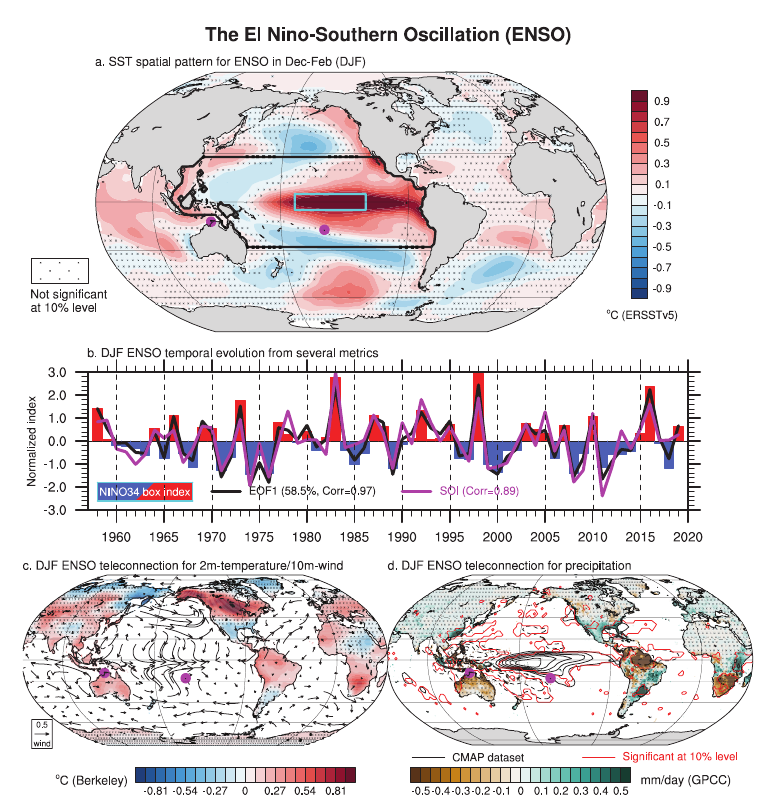 The El Nino-Southern Oscillation (ENSO)
a. SST spatial pattern for ENSO in Dec-Feb (DJF)
0.9
0.7
0.5
0.3
0.1
-0.1
-0.3
-0.5
-0.7
-0.9
°C (ERSSTv5)
Not significant
at 10% level
b. DJF ENSO temporal evolution from several metrics
Normalized index
3.0
2.0
1.0
0.0
-1.0
-2.0
-3.0
NINO34 box index
EOF1 (58.5%, Corr=0.97)
SOI (Corr=0.89)
1960 1965 1970 1975 1980 1985 1990 1995 2000 2005 2010 2015 2020
c. DJF ENSO teleconnection for 2m-temperature/10m-wind
d. DJF ENSO teleconnection for precipitation
0.5
wind
CMAP dataset
Significant at 10% level
°C (Berkeley)
-0.81 -0.54 -0.27 0 0.27 0.54 0.81
-0.5 -0.4 -0.3 -0.2 -0.1 0 0.1 0.2 0.3 0.4 0.5
mm/day (GPCC)